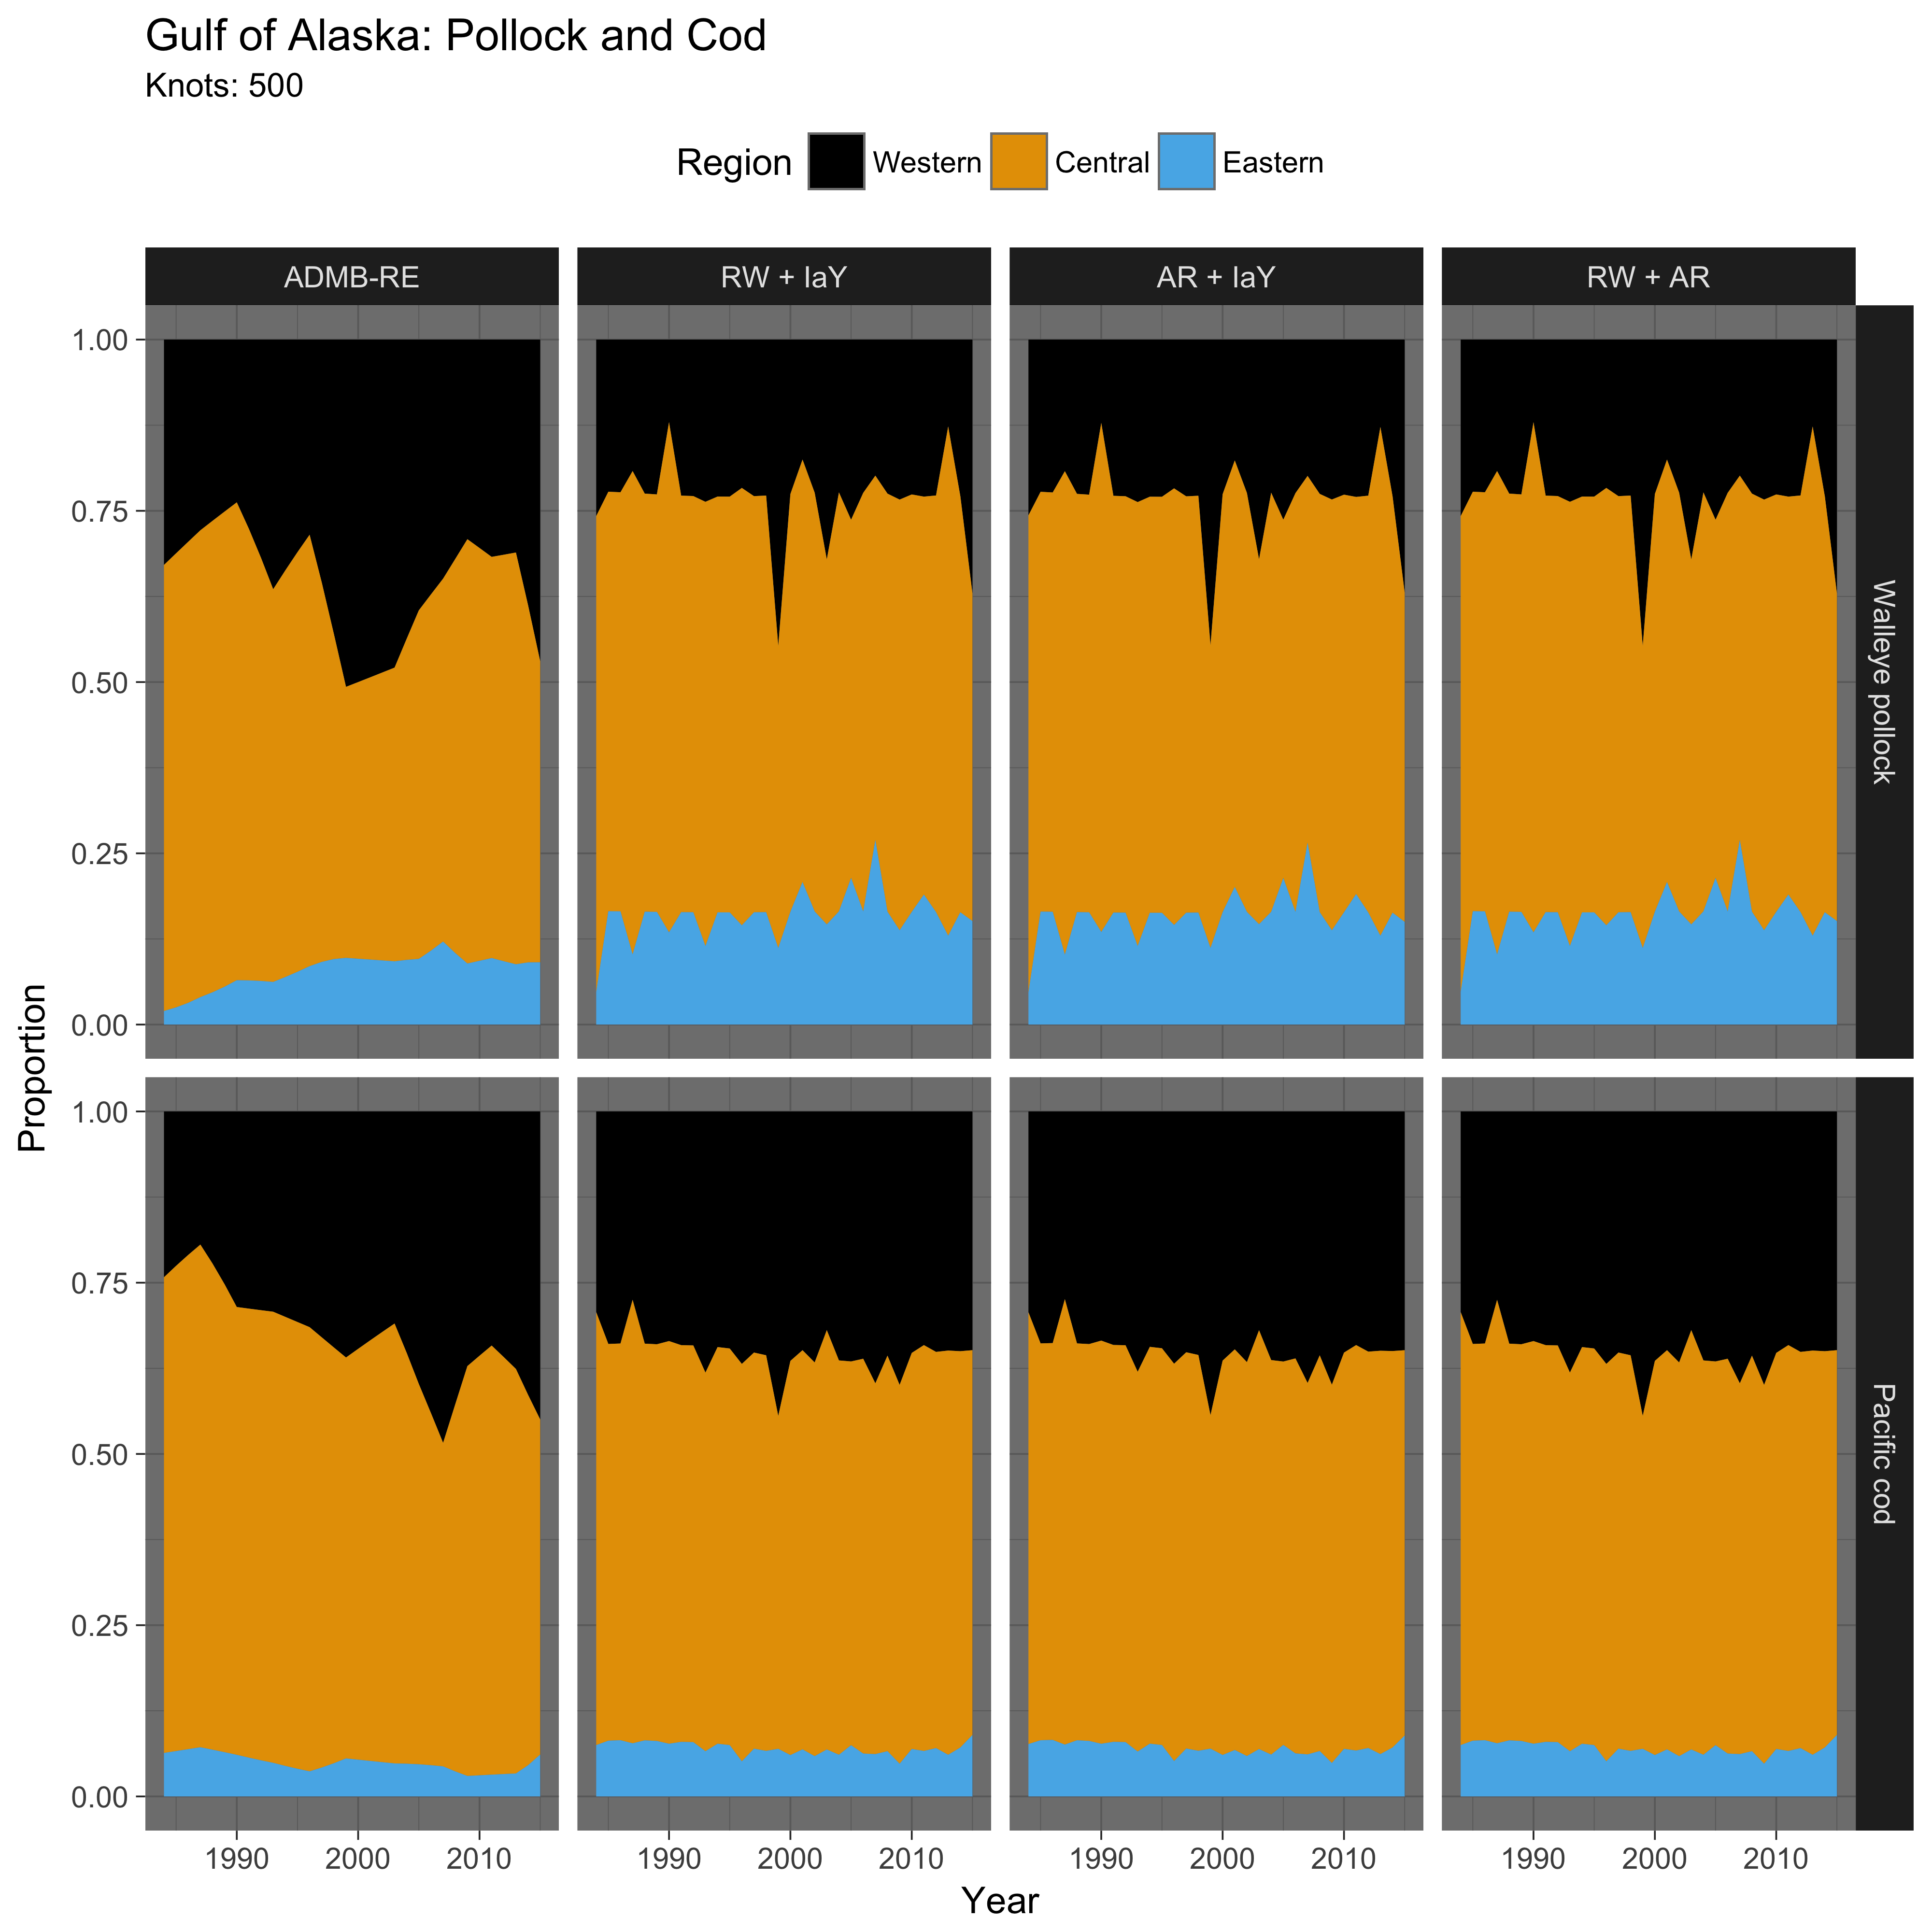 Gulf of Alaska: Pollock and Cod
Knots: 500
Region Western Central Eastern
ADMB-RE RW + IaY AR + IaY RW + AR
1.00
0.75
0.50
0.25
0.00
Walleye pollock
Proportion
1.00
0.75
0.50
0.25
0.00
Pacific cod
1990 2000 2010 1990 2000 2010 1990 2000 2010 1990 2000 2010
Year